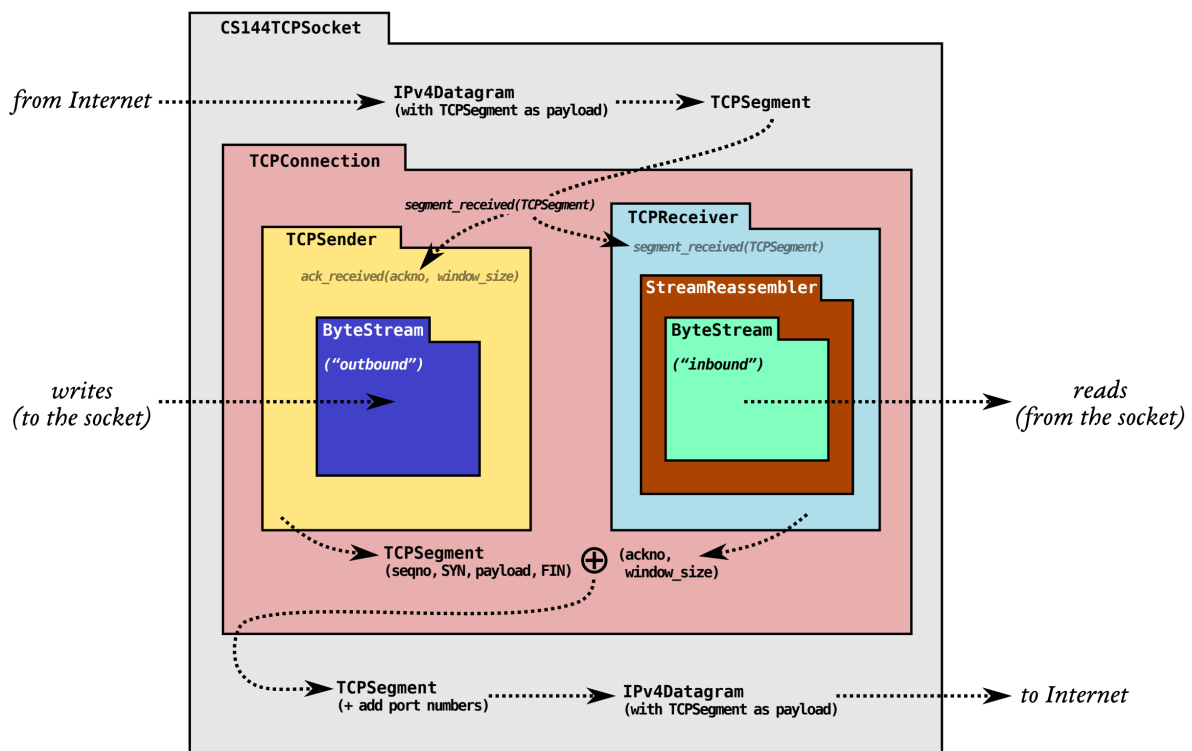 CS144TCPSocket
from Internet
IPv4Datagram
(with TCPSegment as payload)
TCPSegment
TCPConnection
segment_received(TCPSegment)
TCPReceiver
segment_received(TCPSegment)
TCPSender
ack_received(ackno, window_size)
StreamReassembler
ByteStream
(“outbound”)
ByteStream
(“inbound”)
writes
(to the socket)
reads
(from the socket)
TCPSegment
(seqno, SYN, payload, FIN)
(ackno,
window_size)
TCPSegment
(+ add port numbers)
IPv4Datagram
(with TCPSegment as payload)
to Internet